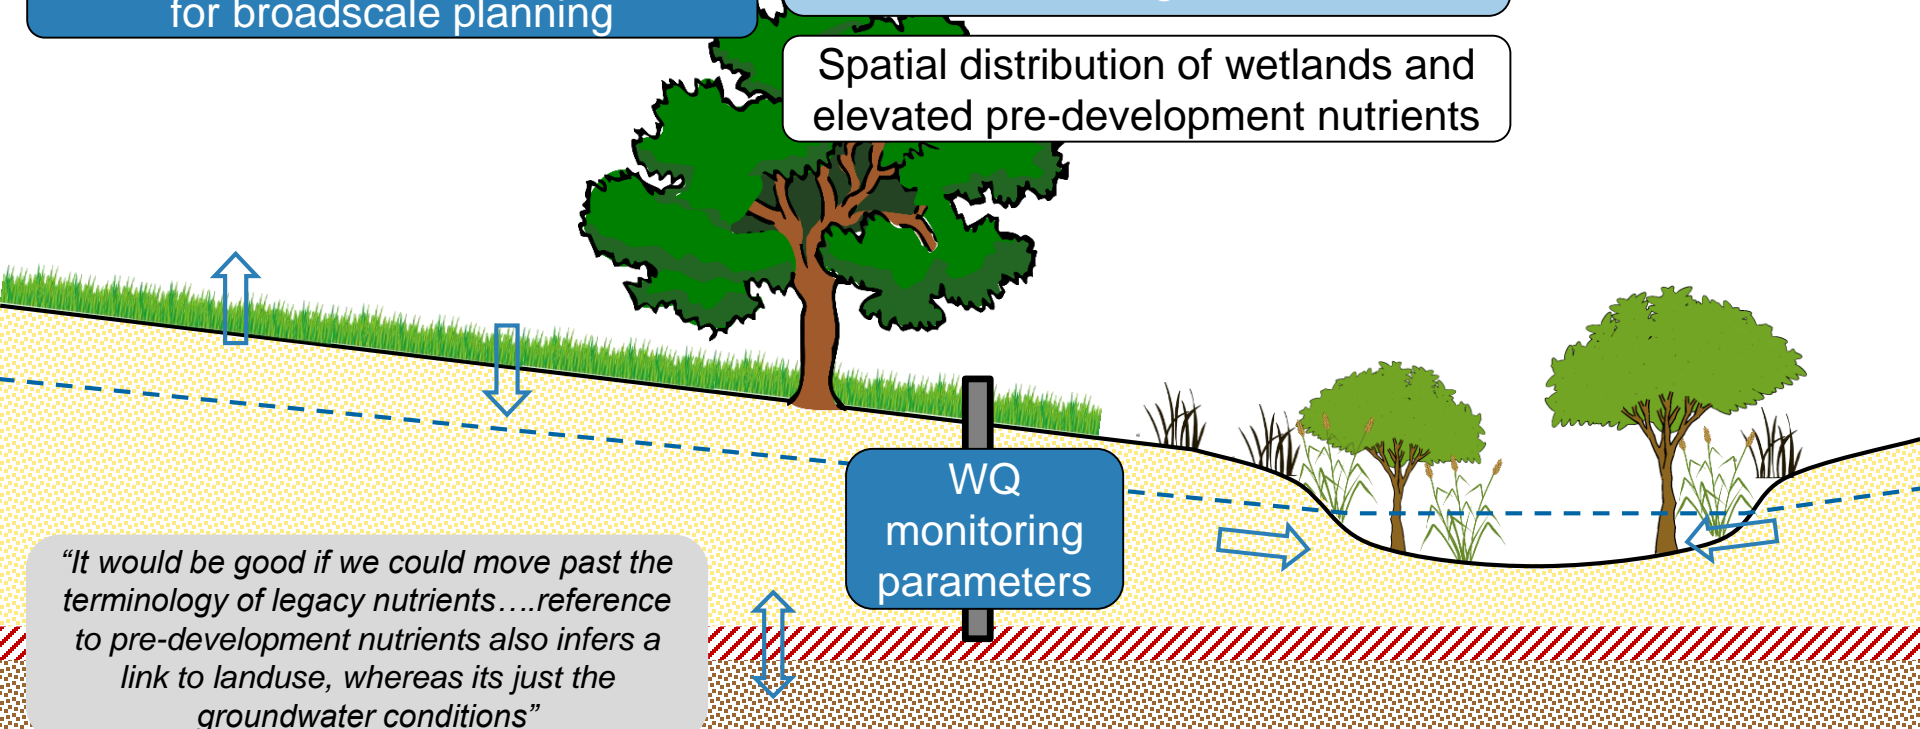 for broadscale planning
Spatial distribution of wetlands and
elevated pre-development nutrients
WQ
monitoring
parameters
“It would be good if we could move past the
terminology of legacy nutrients….reference
to pre-development nutrients also infers a
link to landuse, whereas its just the
groundwater conditions”